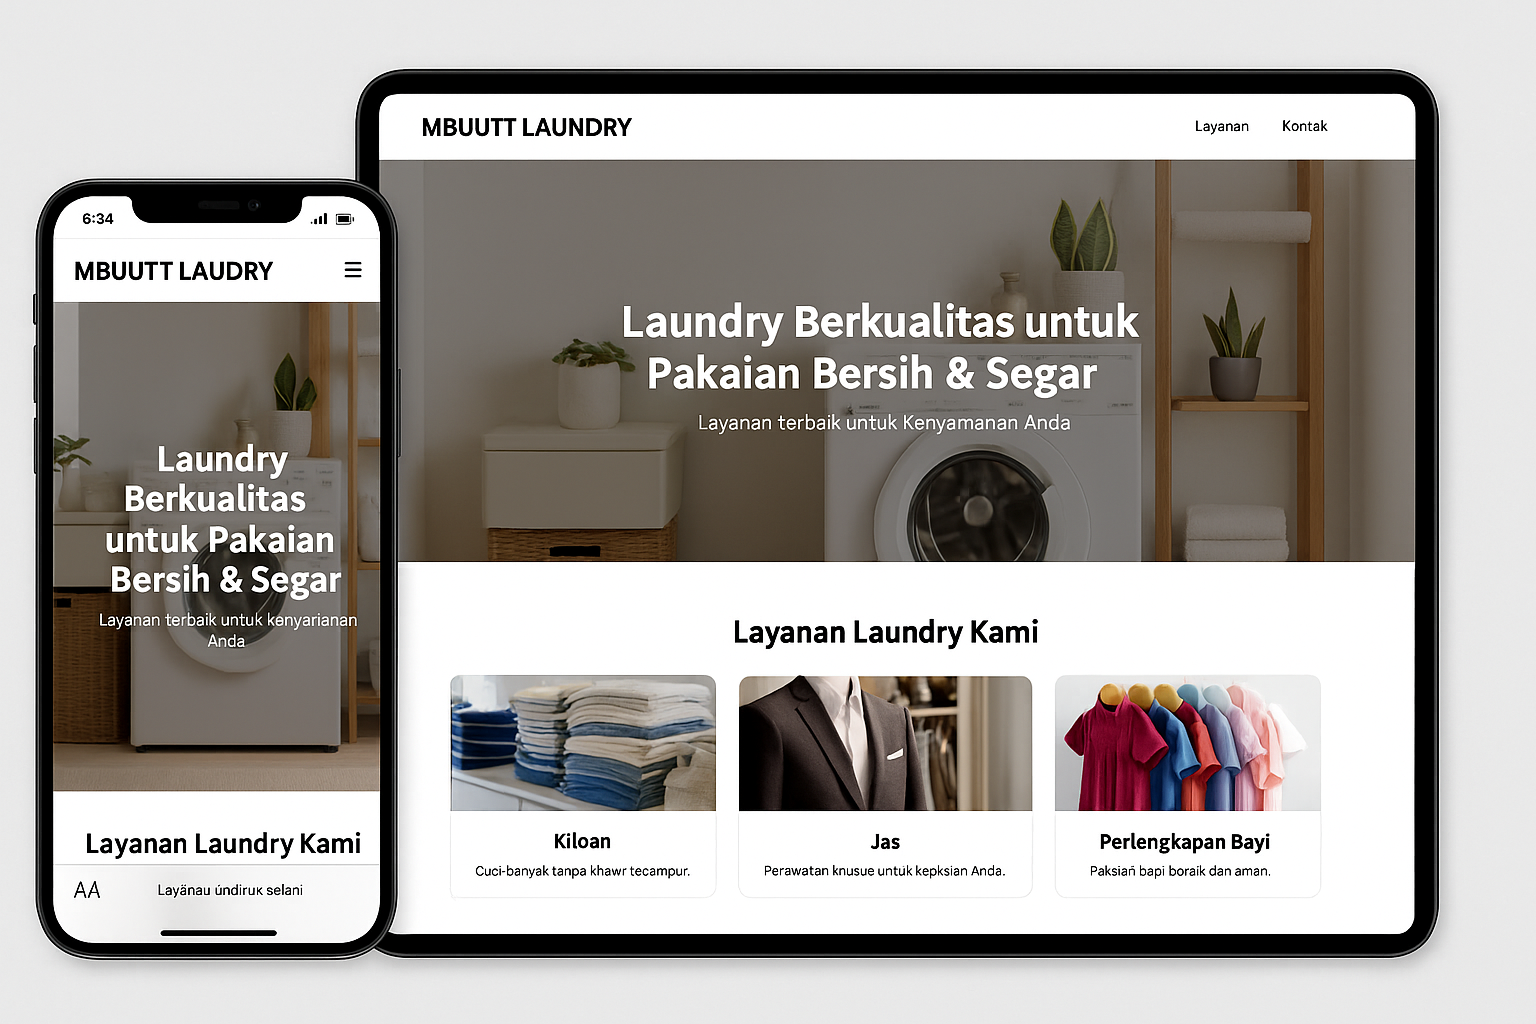 MBUUTT LAUNDRY
Layanan
Kontak
Laundry Berkualitas untuk
Pakaian Bersih & Segar
Layanan terbaik untuk Kenyamanan Anda
Layanan Laundry Kami
Kiloan
Cuci-banyak tanpa khawr tecampur.
Jas
Perawatan knusue untuk kepksian Anda.
Perlengkapan Bayi
Paksiań bapi boraik dan aman.
6:34
MBUUTT LAUDRY
Laundry
Berkualitas
untuk Pakaian
Bersih & Segar
Layanan terbaik untuk kenyarianan
Anda
Layanan Laundry Kami
AA
Layänau úndiruk selani